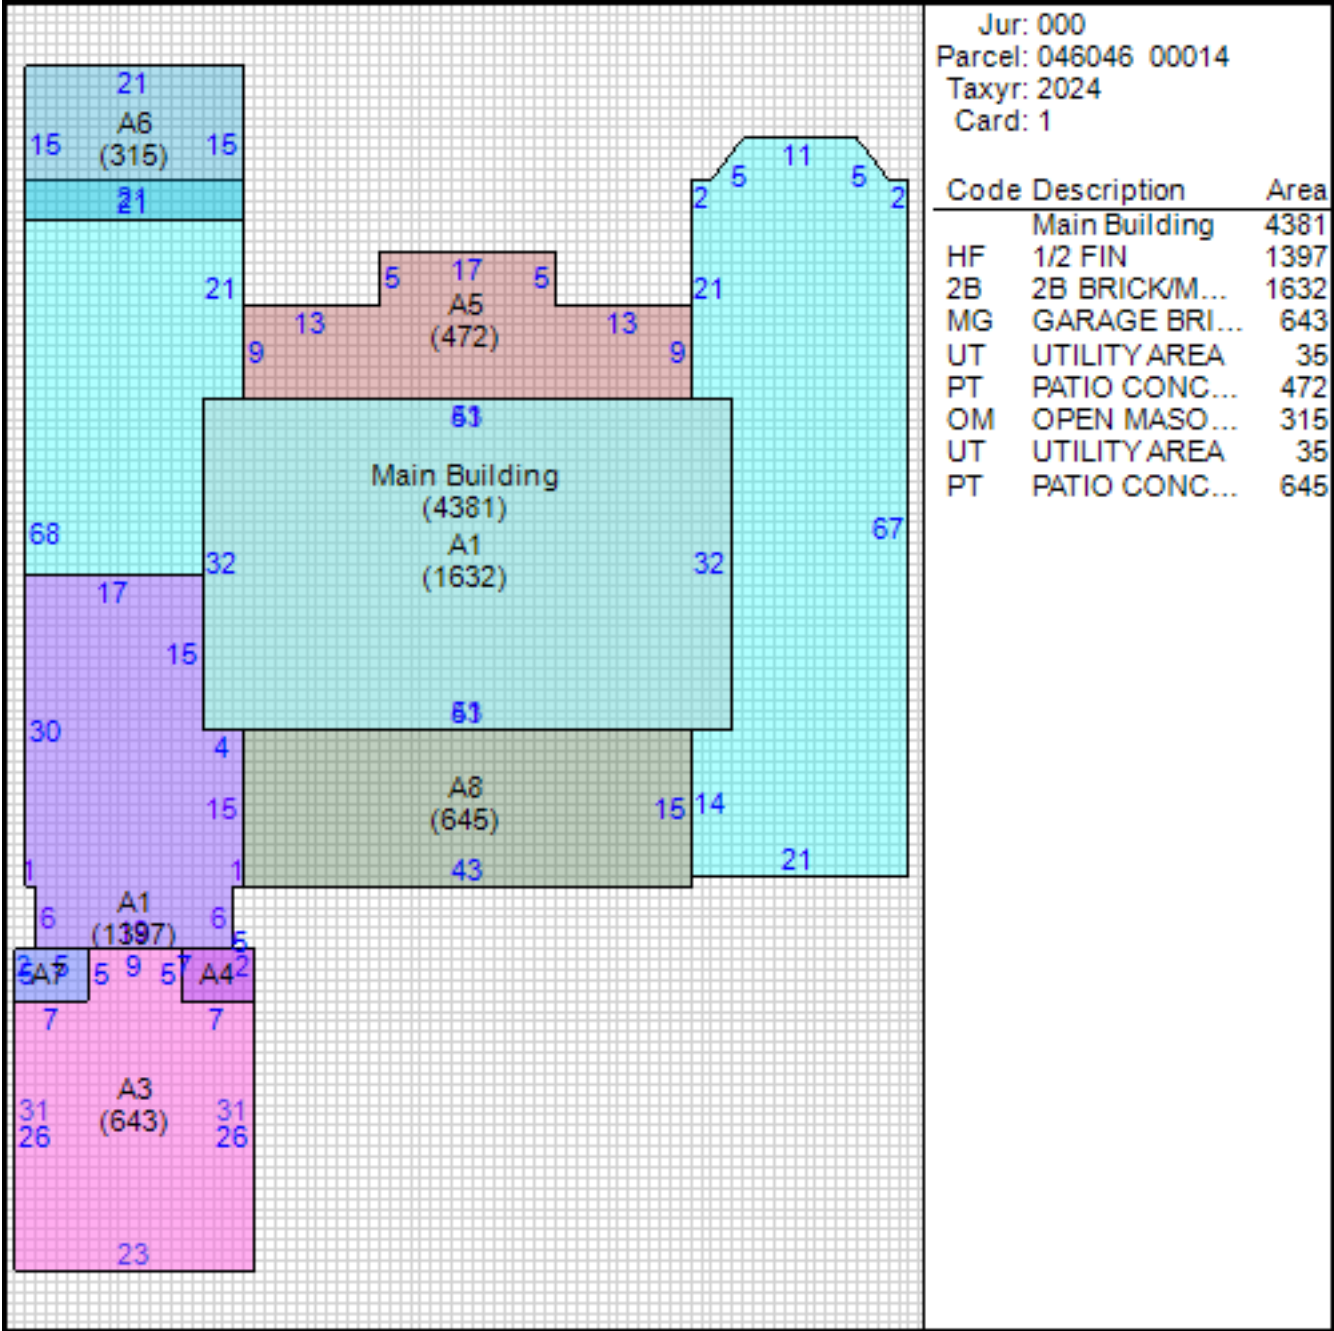 Jur: 000
Parcel: 046046 00014
Taxyr: 2024
Card: 1
Code Description Area
Main Building 4381
HF 1/2 FIN 1397
2B 2B BRICK/M... 1632
MG GARAGE BRI... 643
UT UTILITY AREA 35
PT PATIO CONC... 472
OM OPEN MASO... 315
UT UTILITY AREA 35
PT PATIO CONC... 645
21
A6
15 (315) 15
21
11
5 5
2 2
21
5 17 5
21
A5
13 (472) 13
9 9
Main Building
(4381)
A1
(1632)
68
32 32
67
17
15
30
4
A8
(645)
15 15 14
43
21
1 1
A1
6 (1397) 6
5
A7 5 9 5 A4 2
7 7
A3
(643)
31 31
26 26
23